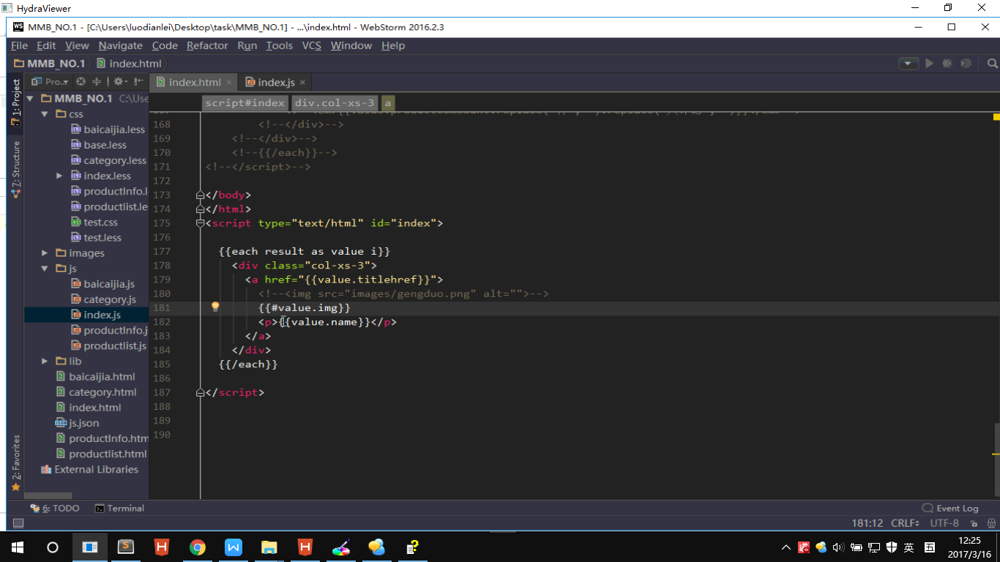 HydraViewer
MMB_NO.1 - [C:\Users\luodianlei\Desktop\task\MMB_NO.1] - ...\index.html - WebStorm 2016.2.3
File Edit View Navigate Code Refactor Run Tools VCS Window Help
MMB_NO.1 index.html
1: Project
7: Structure
2: Favorites
Pro..
MMB_NO.1 C:\Use
css
baicaijia.less
base.less
category.less
index.less
productInfo.l
productlist.le
test.css
test.less
images
js
baicaijia.js
category.js
index.js
productInfo.j
productlist.js
lib
baicaijia.html
category.html
index.html
js.json
productInfo.htm
productlist.html
External Libraries
index.html index.js
script#index div.col-xs-3 a
168 <!--</div>-->
169 <!--</div>-->
170 <!--{{/each}}-->
171 <!--</script>-->
172
173 </body>
174 </html>
175 <script type="text/html" id="index">
176
177 {{each result as value i}}
178 <div class="col-xs-3">
179 <a href="{{value.titlehref}}">
180 <!--<img src="images/gengduo.png" alt="">-->
181 {{#value.img}}
182 <p>{{value.name}}</p>
183 </a>
184 </div>
185 {{/each}}
186
187 </script>
188
189
190
6: TODO Terminal Event Log
181:12 CRLF UTF-8
英 五
12:25
2017/3/16